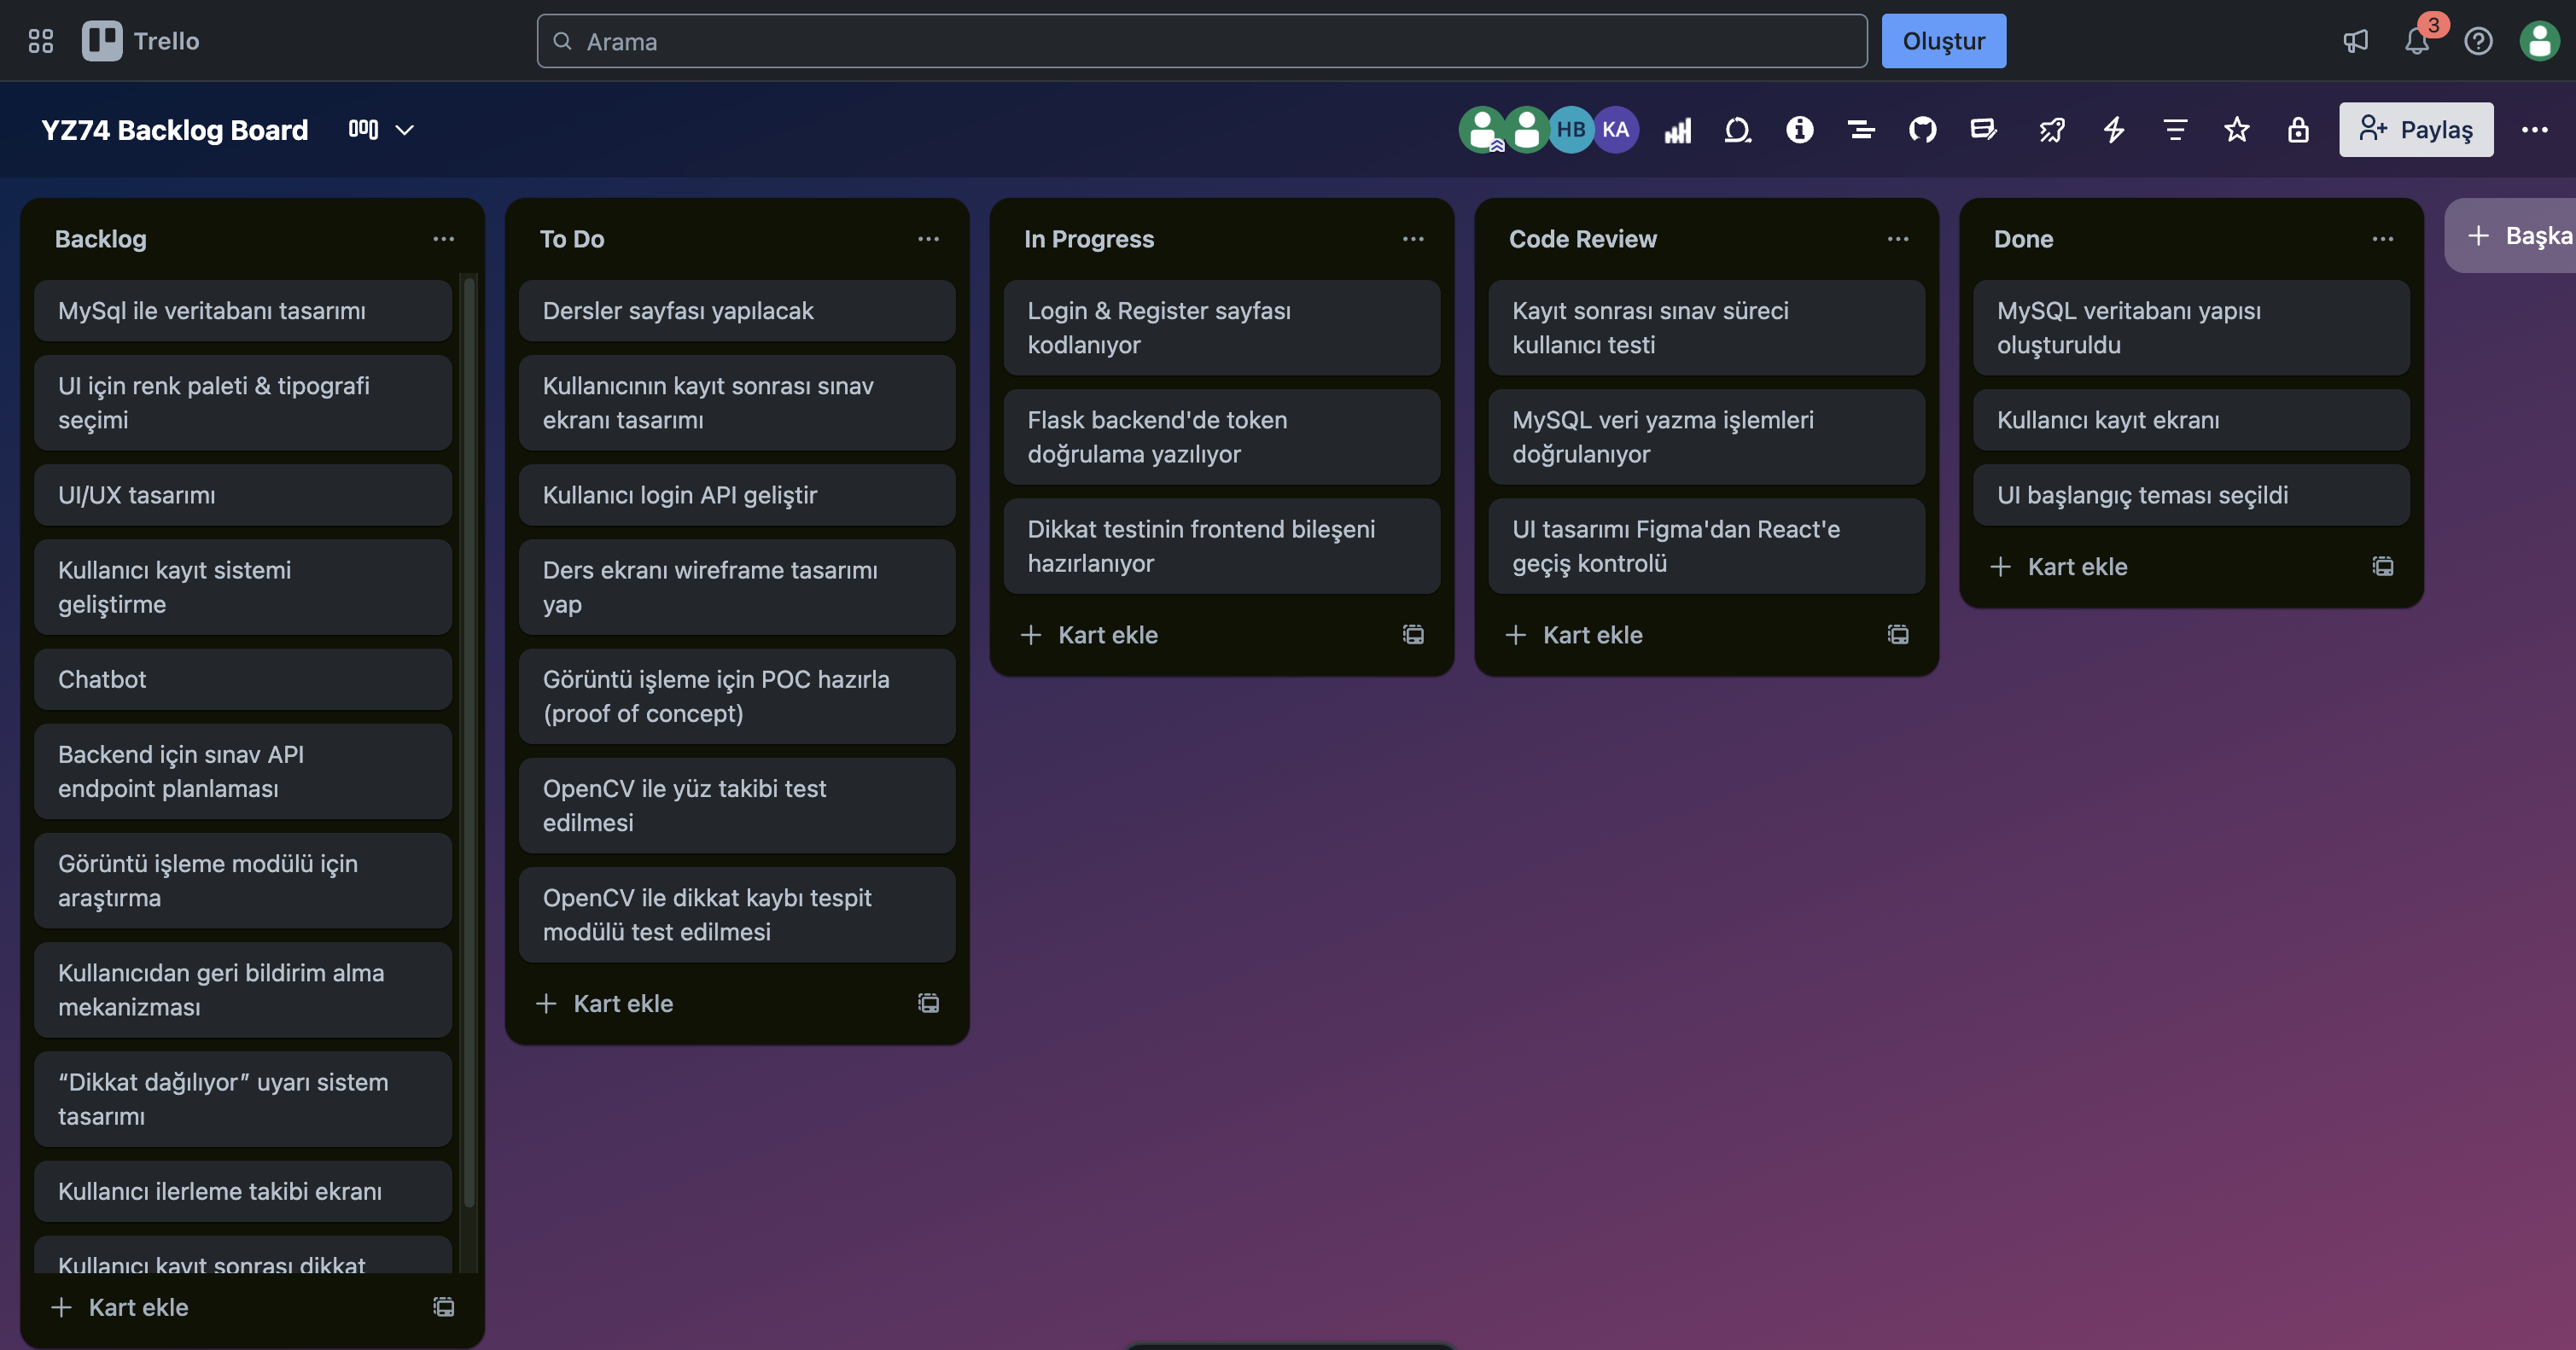 Trello
Arama
Oluştur
3
YZ74 Backlog Board
HB
KA
Paylaş
Backlog
MySql ile veritabanı tasarımı
UI için renk paleti & tipografi
seçimi
UI/UX tasarımı
Kullanıcı kayıt sistemi
geliştirme
Chatbot
Backend için sınav API
endpoint planlaması
Görüntü işleme modülü için
araştırma
Kullanıcıdan geri bildirim alma
mekanizması
“Dikkat dağılıyor” uyarı sistem
tasarımı
Kullanıcı ilerleme takibi ekranı
Kullanıcı kayıt sonrası dikkat
Kart ekle
To Do
Dersler sayfası yapılacak
Kullanıcının kayıt sonrası sınav
ekranı tasarımı
Kullanıcı login API geliştir
Ders ekranı wireframe tasarımı
yap
Görüntü işleme için POC hazırla
(proof of concept)
OpenCV ile yüz takibi test
edilmesi
OpenCV ile dikkat kaybı tespit
modülü test edilmesi
Kart ekle
In Progress
Login & Register sayfası
kodlanıyor
Flask backend'de token
doğrulama yazılıyor
Dikkat testinin frontend bileşeni
hazırlanıyor
Kart ekle
Code Review
Kayıt sonrası sınav süreci
kullanıcı testi
MySQL veri yazma işlemleri
doğrulanıyor
UI tasarımı Figma'dan React'e
geçiş kontrolü
Kart ekle
Done
MySQL veritabanı yapısı
oluşturuldu
Kullanıcı kayıt ekranı
UI başlangıç teması seçildi
Kart ekle
Başka